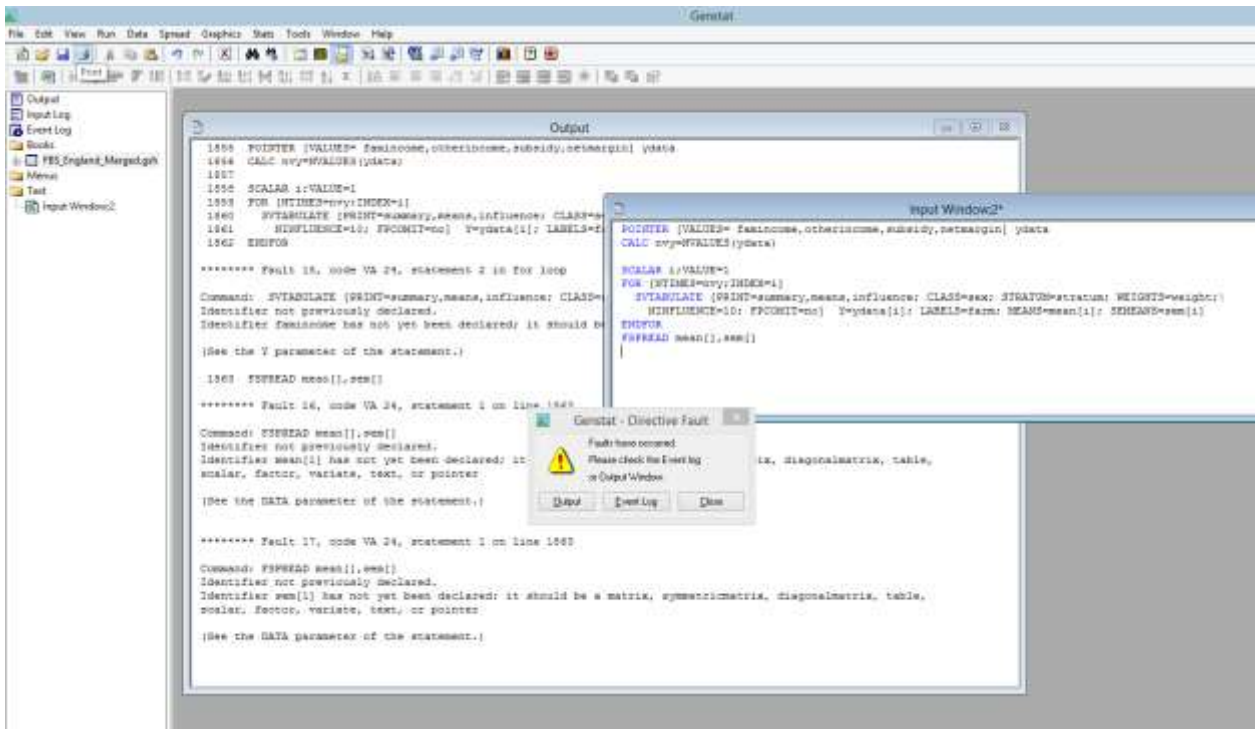 Genstat
File Edit View Run Data Spread Graphics Stats Tools Window Help
Print
Output
Input Log
Event Log
Books
FBS_England_Merged.gsh
Menus
Text
Input Window;2
Output
1855 POINTER [VALUES= famincome,otherincome,subsidy,netmargin] ydata
1856 CALC nvy=NVALUES(ydata)
1857
1858 SCALAR i;VALUE=1
1859 FOR [NTIMES=nvy;INDEX=i]
1860 SVTABULATE [PRINT=summary,means,influence; CLASS=s
1861 NINFLUENCE=10; FPCOMIT=no] Y=ydata[i]; LABELS=f
1862 ENDFOR
******** Fault 15, code VA 24, statement 2 in for loop
Command: SVTABULATE [PRINT=summary,means,influence; CLASS=
Identifier not previously declared.
Identifier famincome has not yet been declared; it should b
(See the Y parameter of the statement.)
1863 FSPREAD mean[],sem[]
******** Fault 16, code VA 24, statement 1 on line 1863
Command: FSPREAD mean[],sem[]
Identifier not previously declared.
Identifier mean[1] has not yet been declared; it ix, diagonalmatrix, table,
scalar, factor, variate, text, or pointer
(See the DATA parameter of the statement.)
******** Fault 17, code VA 24, statement 1 on line 1863
Command: FSPREAD mean[],sem[]
Identifier not previously declared.
Identifier sem[1] has not yet been declared; it should be a matrix, symmetricmatrix, diagonalmatrix, table,
scalar, factor, variate, text, or pointer
(See the DATA parameter of the statement.)
Input Window;2*
POINTER [VALUES= famincome,otherincome,subsidy,netmargin] ydata
CALC nvy=NVALUES(ydata)
SCALAR i;VALUE=1
FOR [NTIMES=nvy;INDEX=i]
SVTABULATE [PRINT=summary,means,influence; CLASS=sex; STRATUM=stratum; WEIGHTS=weight;\
NINFLUENCE=10; FPCOMIT=no] Y=ydata[i]; LABELS=farm; MEANS=mean[i]; SEMEANS=sem[i]
ENDFOR
FSPREAD mean[],sem[]
Genstat - Directive Fault
Faults have occurred.
Please check the Event log
or Output Window.
Output Event Log Close